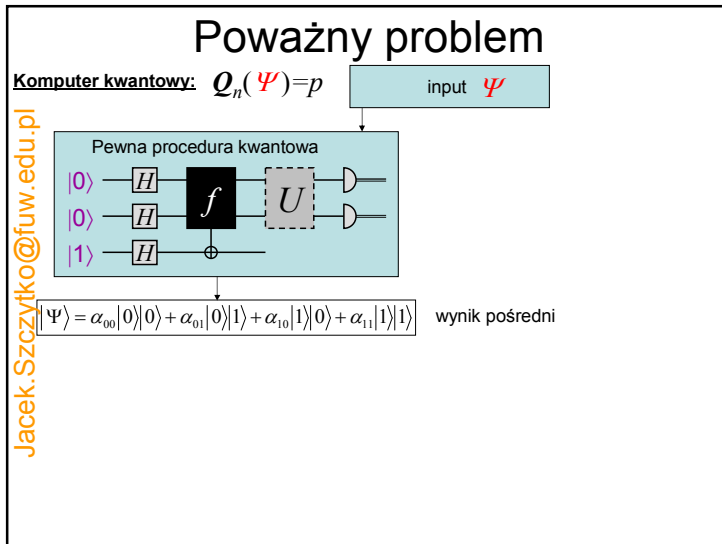 Poważny problem
Komputer kwantowy: Qₙ(Ψ)=p
input Ψ
Jacek.Szczytko@fuw.edu.pl
Pewna procedura kwantowa
|0⟩ H f U
|0⟩ H
|1⟩ H
|Ψ⟩ = α₀₀|0⟩|0⟩ + α₀₁|0⟩|1⟩ + α₁₀|1⟩|0⟩ + α₁₁|1⟩|1⟩ wynik pośredni